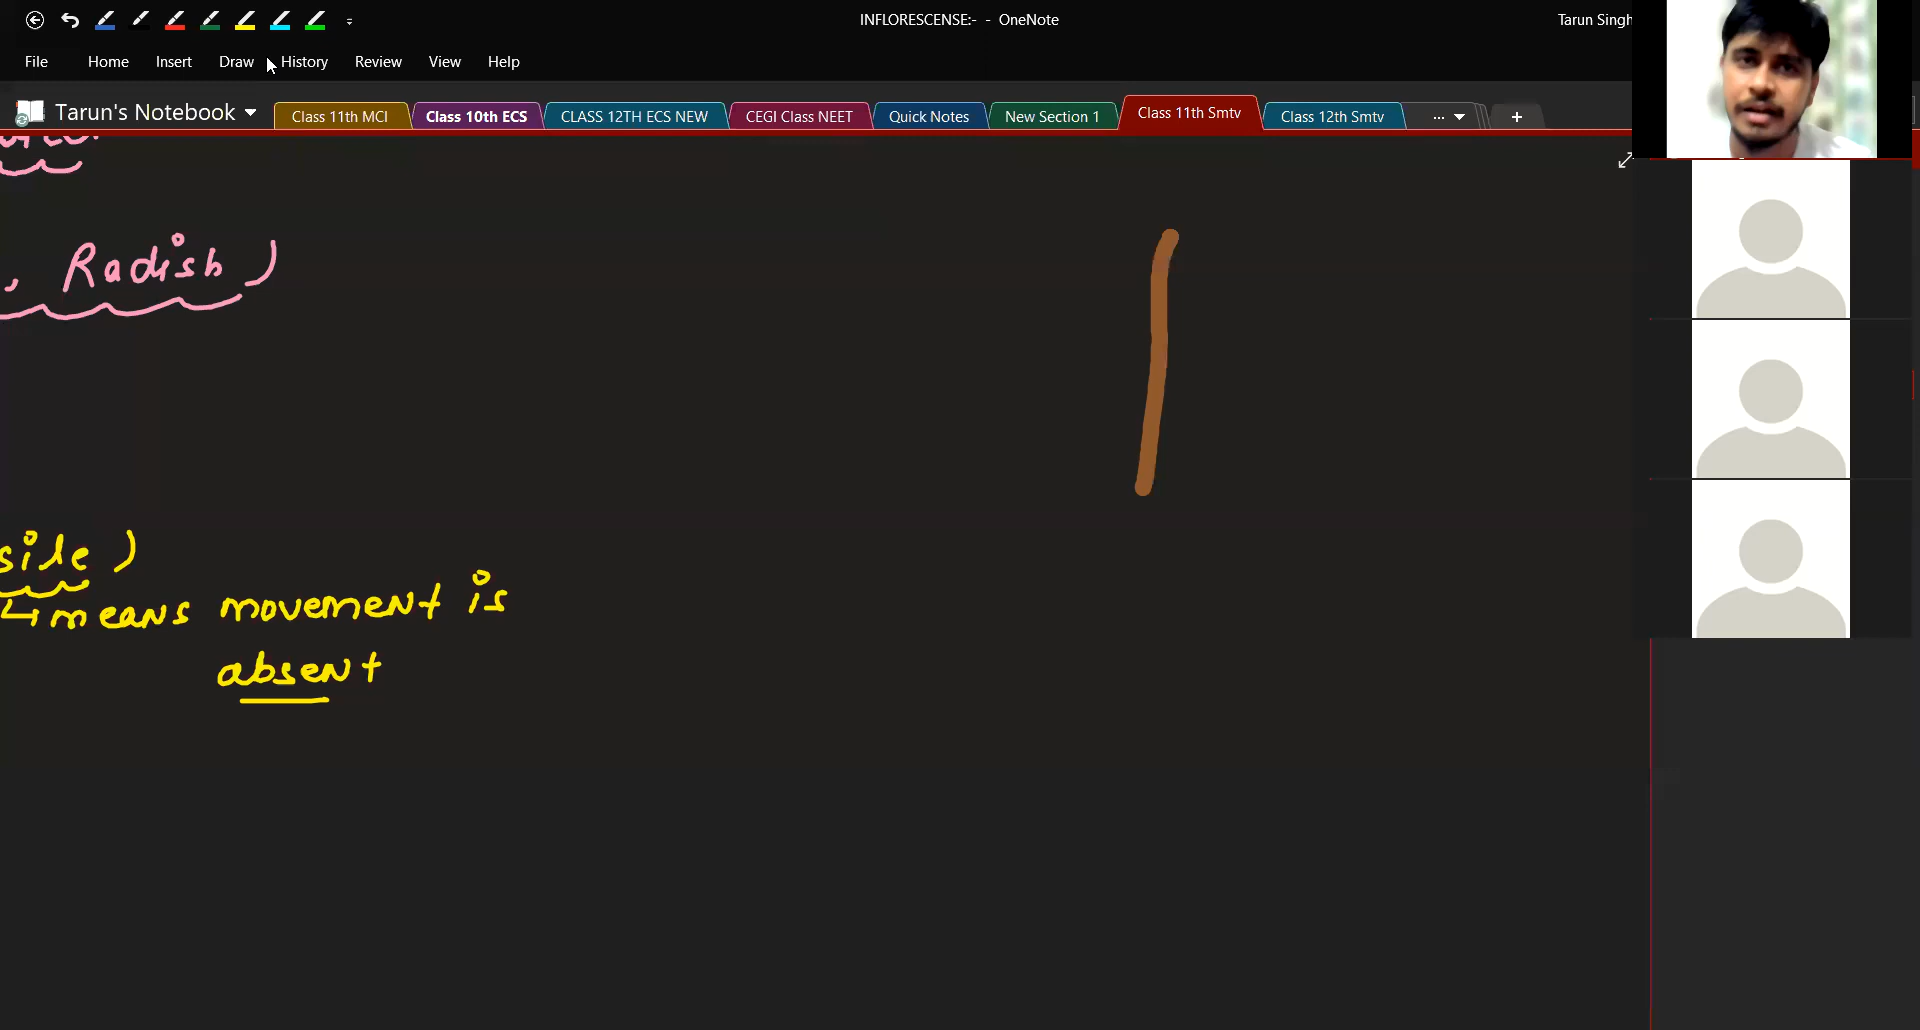 INFLORESCENSE:- - OneNote
Tarun Singh
File Home Insert Draw History Review View Help
Tarun's Notebook
Class 11th MCI Class 10th ECS CLASS 12TH ECS NEW CEGI Class NEET Quick Notes New Section 1 Class 11th Smtv Class 12th Smtv ... +
, Radish)
sile)
means movement is
absent